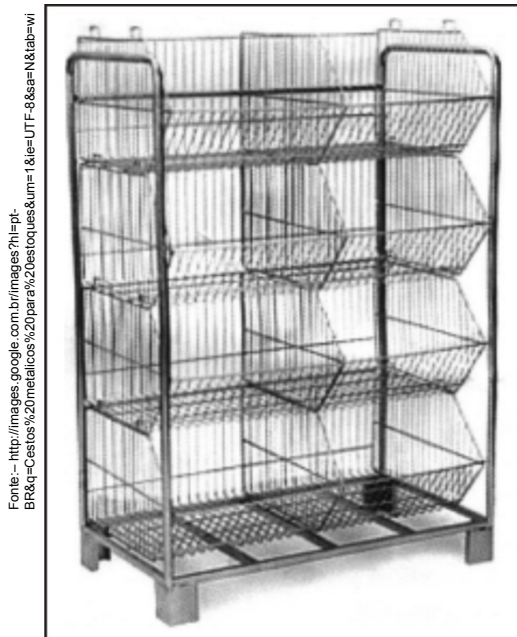 Fonte:– http://images.google.com.br/images?hl=pt-
BR&q=Cestos%20metalicos%20para%20estoques&um=1&ie=UTF-8&sa=N&tab=wi